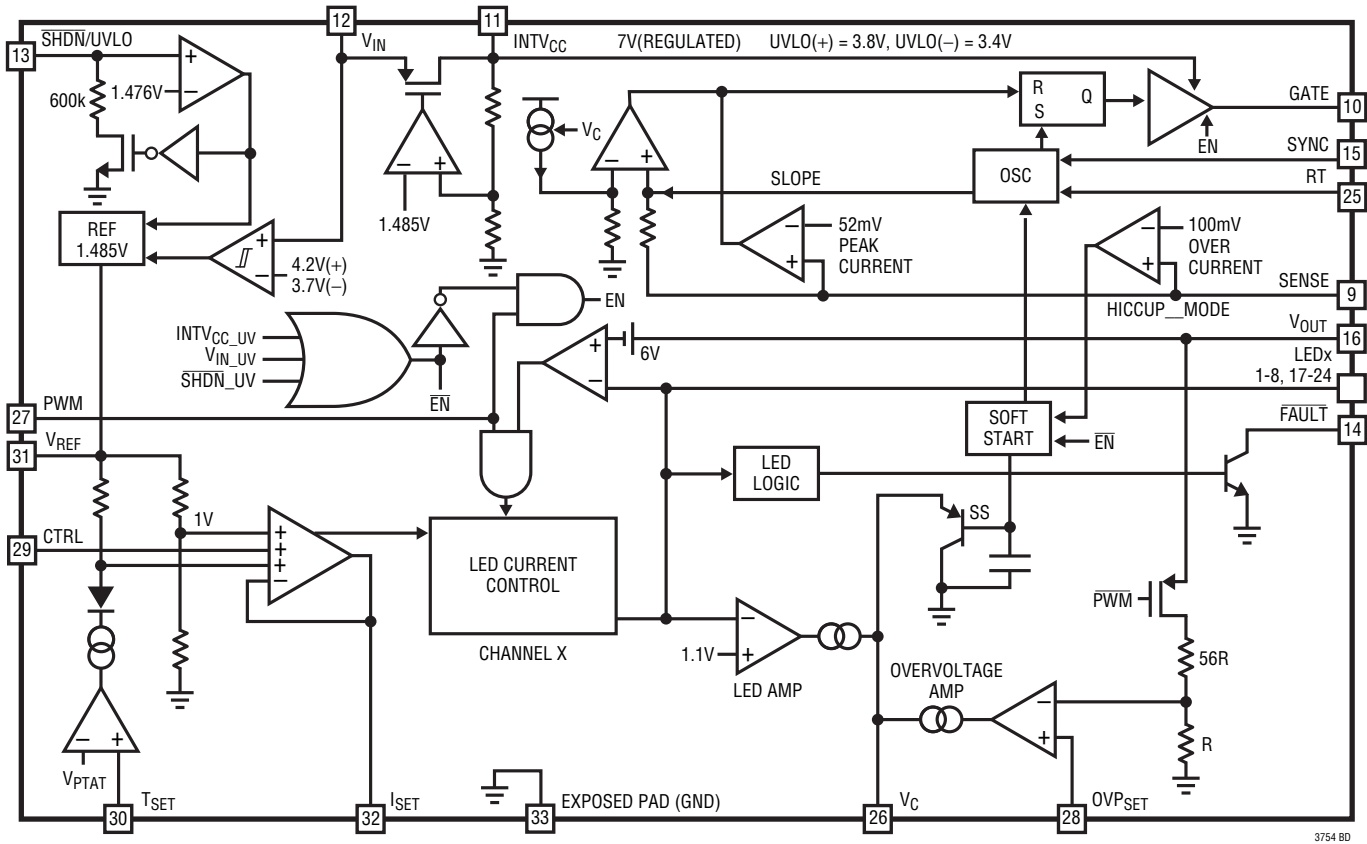 12
11
13
SHDN/UVLO
VIN
INTVCC
7V(REGULATED)
UVLO(+) = 3.8V, UVLO(–) = 3.4V
+
–
1.476V
600k
–
+
1.485V
VC
–
+
R
S
Q
EN
GATE
10
SYNC
15
RT
25
OSC
SLOPE
REF
1.485V
+
–
4.2V(+)
3.7V(–)
–
+
52mV
PEAK
CURRENT
–
+
100mV
OVER
CURRENT
HICCUP__MODE
SENSE
9
EN
INTVCC_UV
VIN_UV
SHDN_UV
EN
+
–
6V
VOUT
16
LEDx
1-8, 17-24
27
PWM
31
VREF
SOFT
START
EN
FAULT
14
LED
LOGIC
29
CTRL
1V
+
+
+
–
LED CURRENT
CONTROL
CHANNEL X
SS
PWM
–
+
1.1V
LED AMP
OVERVOLTAGE
AMP
–
+
56R
R
–
+
VPTAT
30
TSET
32
ISET
33
EXPOSED PAD (GND)
26
VC
28
OVPSET
3754 BD